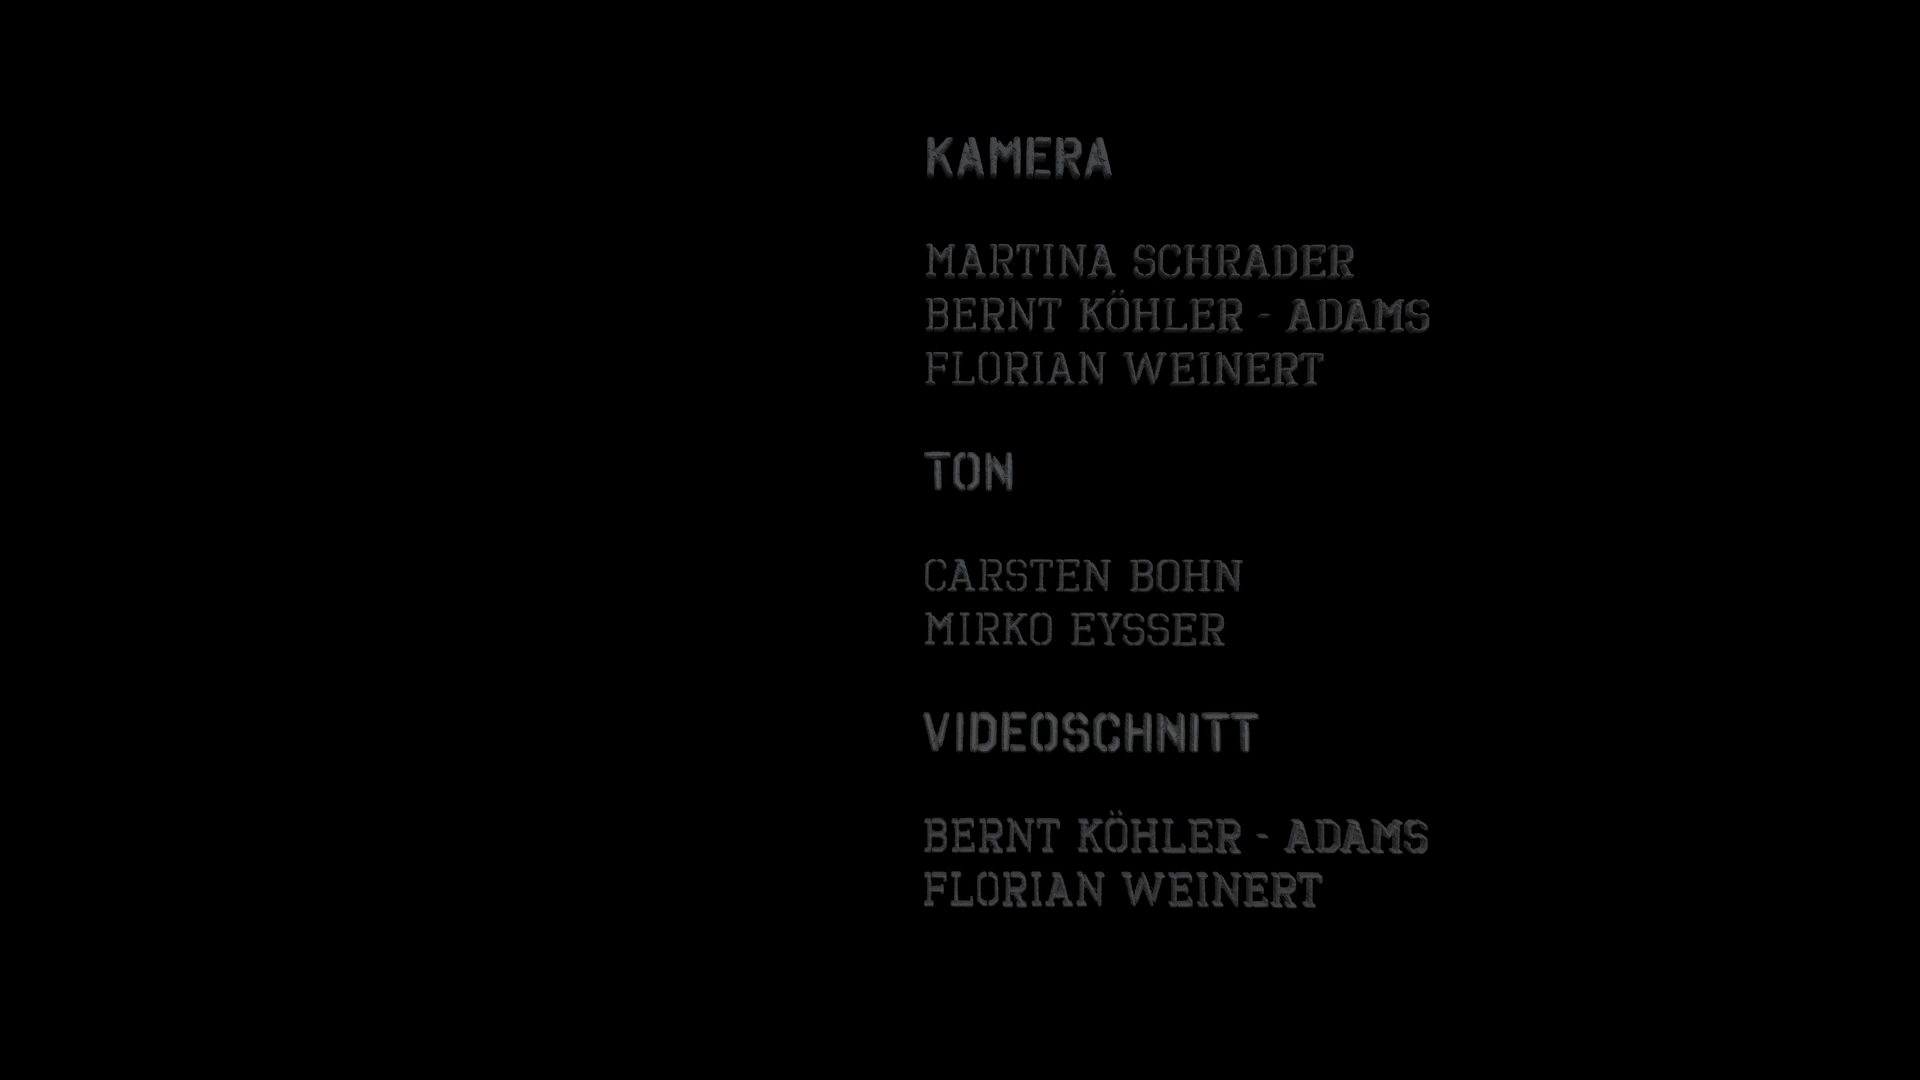 KAMERA
MARTINA SCHRADER
BERNT KÖHLER - ADAMS
FLORIAN WEINERT
TON
CARSTEN BOHN
MIRKO EYSSER
VIDEOSCHNITT
BERNT KÖHLER - ADAMS
FLORIAN WEINERT